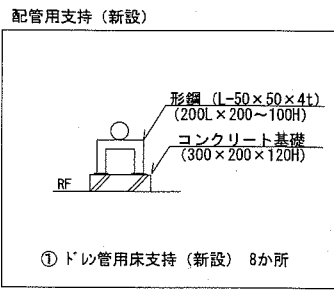 配管用支持（新設）
形鋼（L-50×50×4t）
(200L×200～100H)
コンクリート基礎
(300×200×120H)
RF
① ドレン管用床支持（新設） 8か所